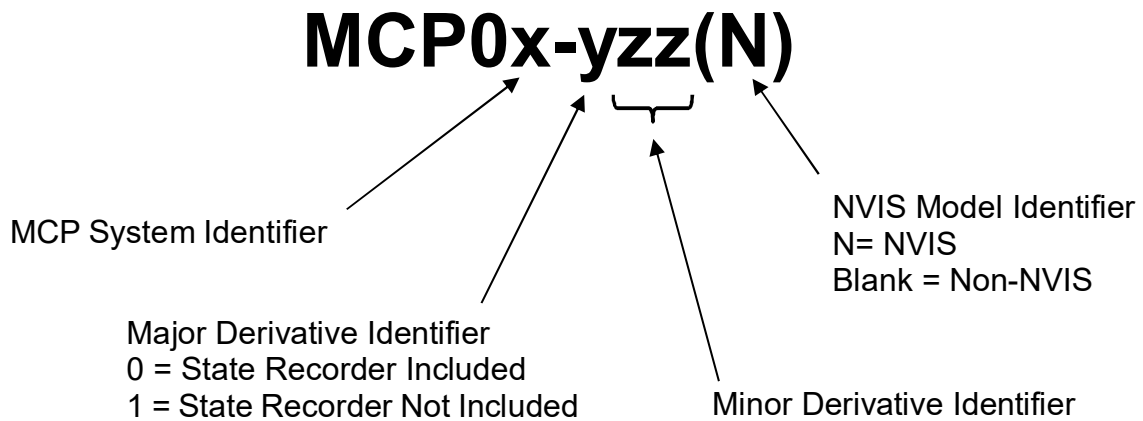 MCP0x-yzz(N)
MCP System Identifier
NVIS Model Identifier
N= NVIS
Blank = Non-NVIS
Major Derivative Identifier
0 = State Recorder Included
1 = State Recorder Not Included
Minor Derivative Identifier